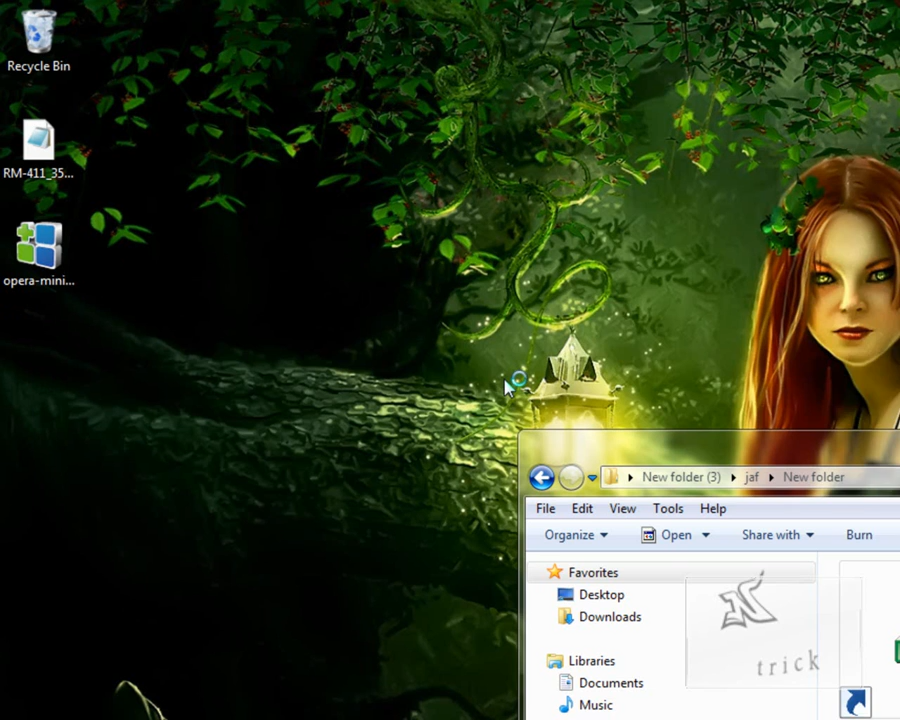 Recycle Bin
RM-411_35...
opera-mini...
New folder (3) jaf New folder
File Edit View Tools Help
Organize Open Share with Burn
Favorites
Desktop
Downloads
trick
Libraries
Documents
Music